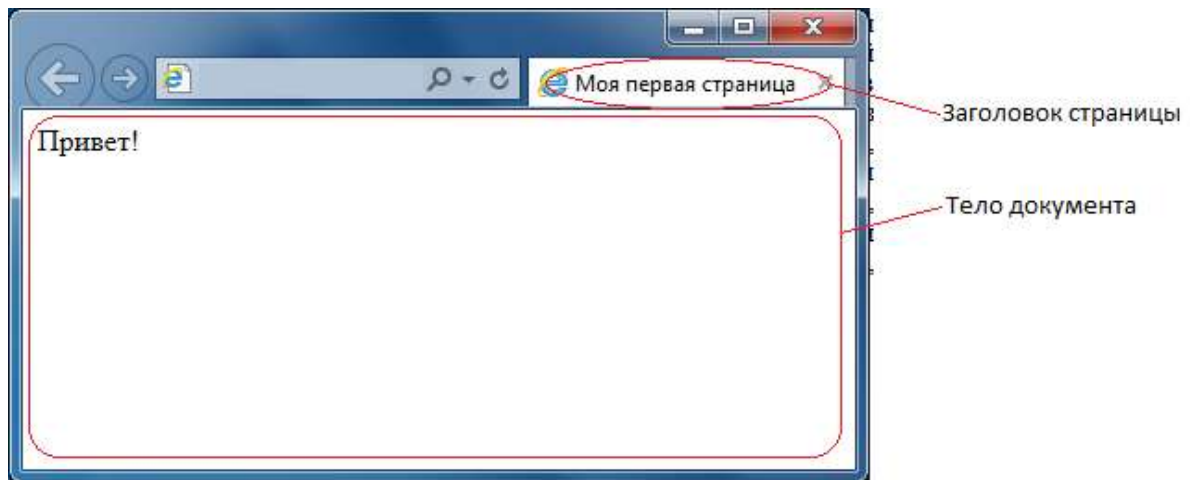 Моя первая страница
Заголовок страницы
Привет!
Тело документа